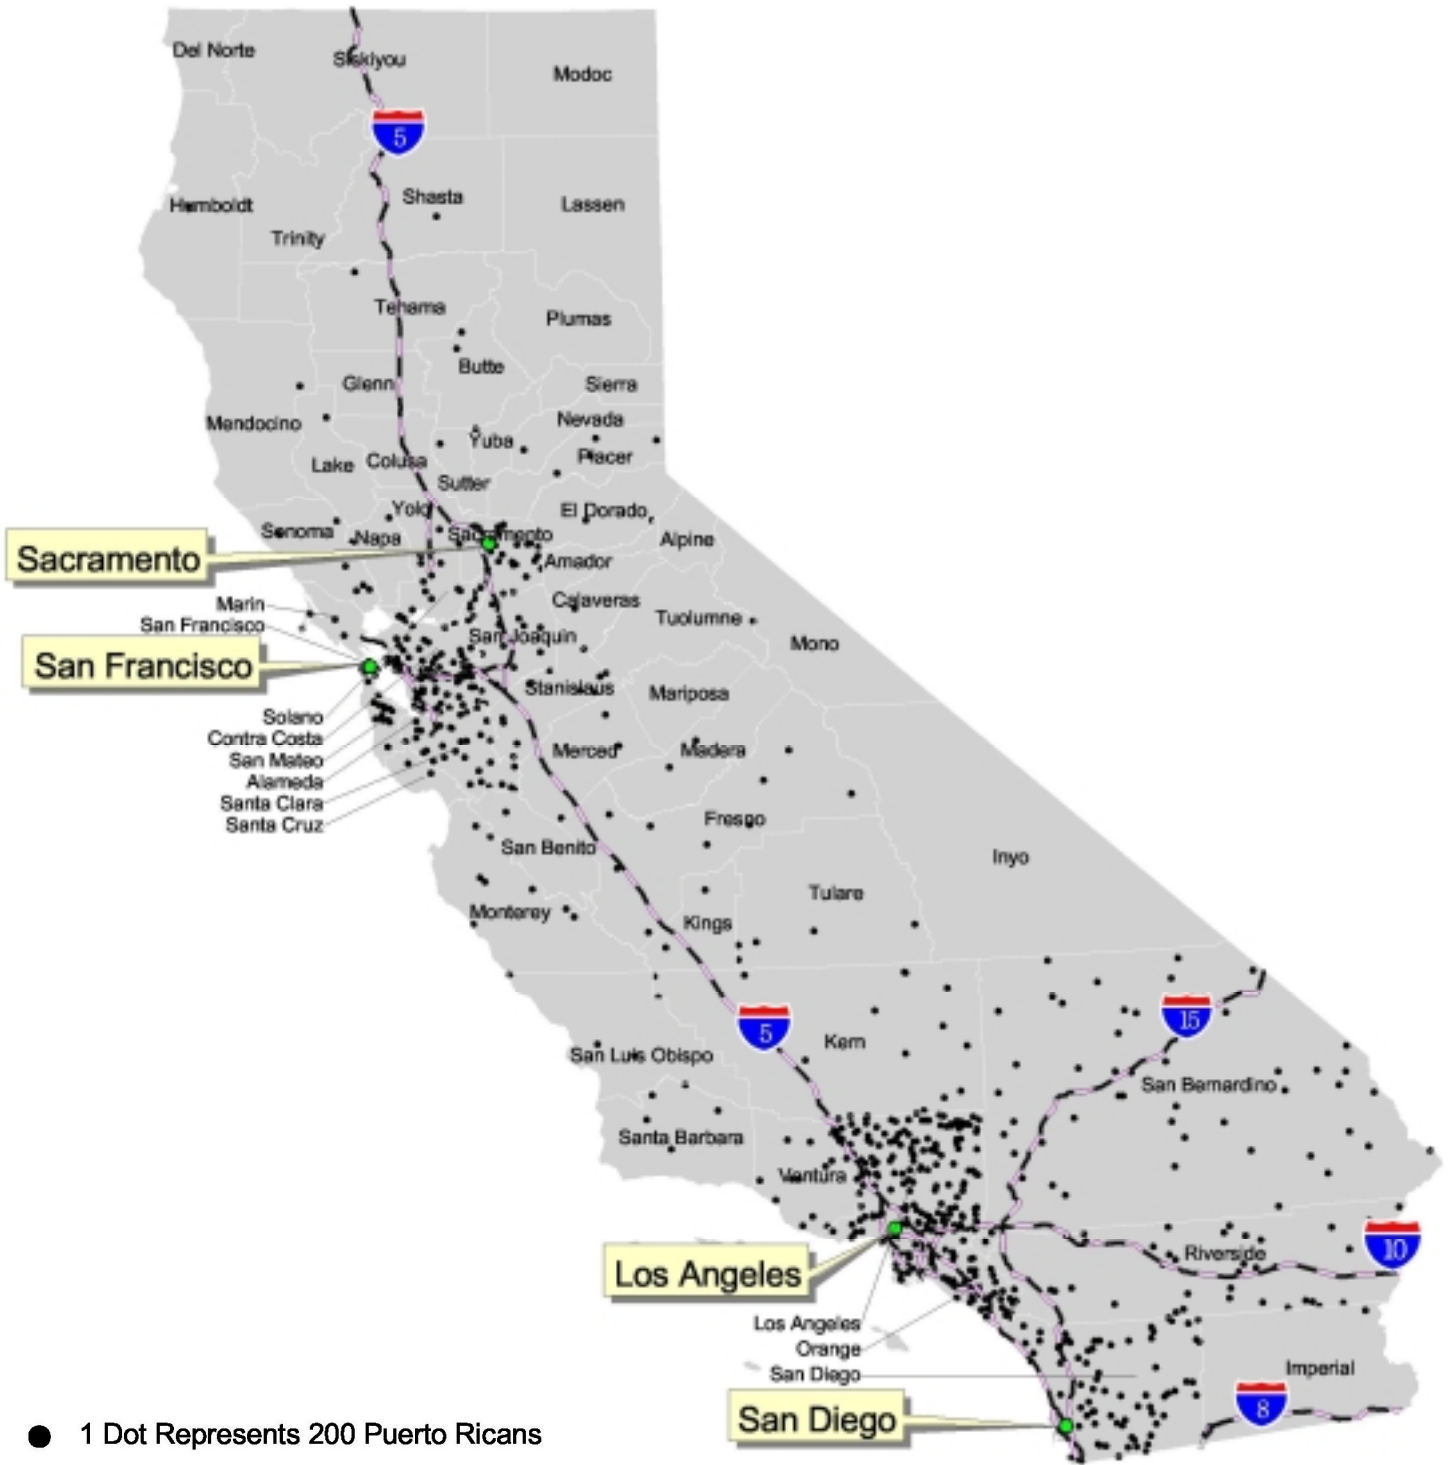 Del Norte
Siskiyou
Modoc
5
Humboldt
Shasta
Lassen
Trinity
Tehama
Plumas
Butte
Glenn
Sierra
Mendocino
Nevada
Yuba
Placer
Lake
Colusa
Sutter
Yolo
El Dorado
Sonoma
Napa
Sacramento
Alpine
Sacramento
Amador
Marin
Calaveras
San Francisco
Tuolumne
San Joaquin
Mono
San Francisco
Stanislaus
Mariposa
Solano
Contra Costa
San Mateo
Merced
Madera
Alameda
Santa Clara
Santa Cruz
Fresno
San Benito
Inyo
Tulare
Monterey
Kings
5
15
Kern
San Luis Obispo
San Bernardino
Santa Barbara
Ventura
10
Riverside
Los Angeles
Los Angeles
Orange
San Diego
Imperial
San Diego
8
1 Dot Represents 200 Puerto Ricans